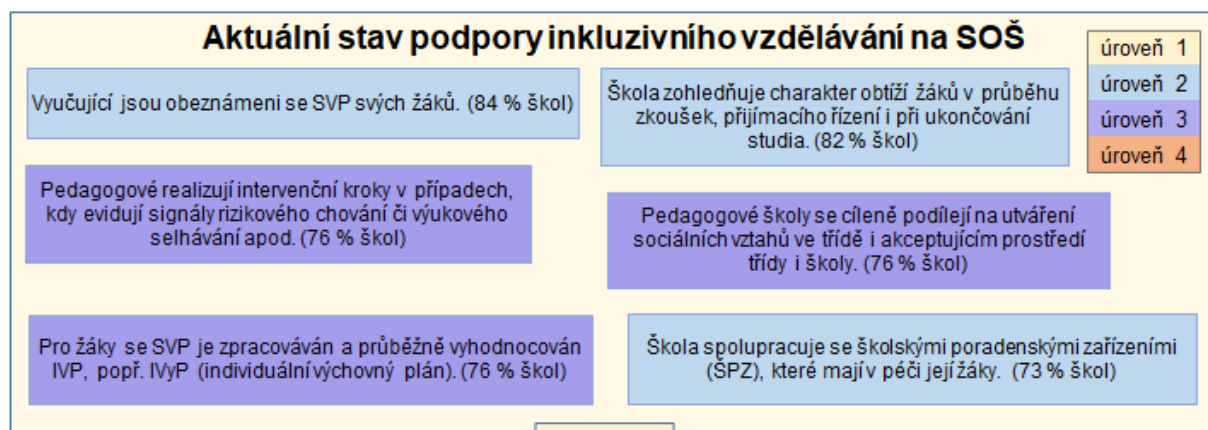 Aktuální stav podpory inkluzivního vzdělávání na SOŠ
úroveň 1
úroveň 2
úroveň 3
úroveň 4
Vyučující jsou obeznámeni se SVP svých žáků. (84 % škol)
Škola zohledňuje charakter obtíží žáků v průběhu
zkoušek, přijímacího řízení i při ukončování
studia. (82 % škol)
Pedagogové realizují intervenční kroky v případech,
kdy evidují signály rizikového chování či výukového
selhávání apod. (76 % škol)
Pedagogové školy se cíleně podílejí na utváření
sociálních vztahů ve třídě i akceptujícím prostředí
třídy i školy. (76 % škol)
Pro žáky se SVP je zpracováván a průběžně vyhodnocován
IVP, popř. IVyP (individuální výchovný plán). (76 % škol)
Škola spolupracuje se školskými poradenskými zařízeními
(ŠPZ), které mají v péči její žáky. (73 % škol)